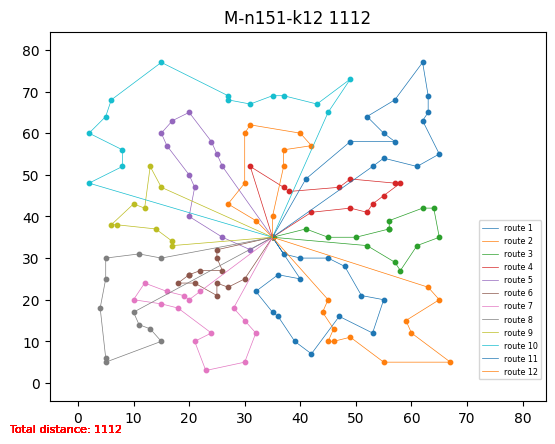 M-n151-k12 1112
80
70
60
50
40
30
20
10
0
route 1
route 2
route 3
route 4
route 5
route 6
route 7
route 8
route 9
route 10
route 11
route 12
0 10 20 30 40 50 60 70 80
Total distance: 1112